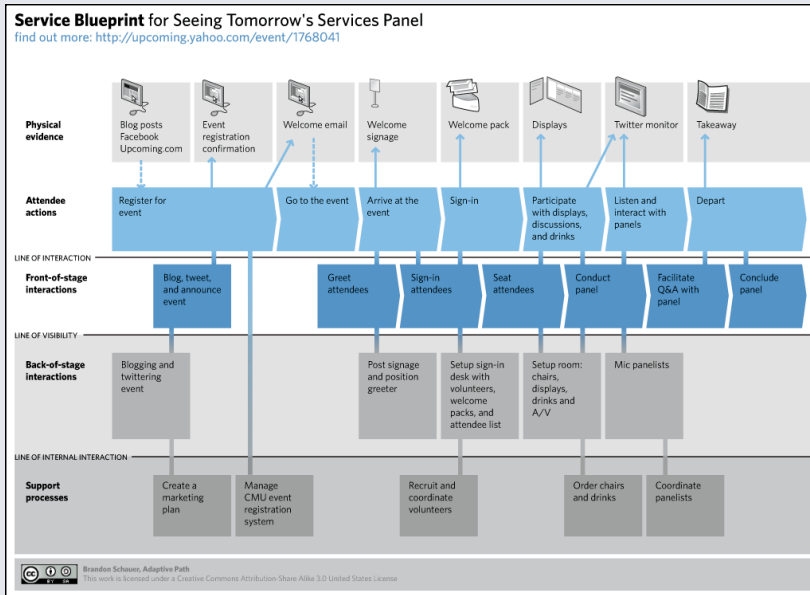 Service Blueprint for Seeing Tomorrow's Services Panel
find out more: http://upcoming.yahoo.com/event/1768041
Physical
evidence
Blog posts
Facebook
Upcoming.com
Event
registration
confirmation
Welcome email
Welcome
signage
Welcome pack
Displays
Twitter monitor
Takeaway
Attendee
actions
Register for
event
Go to the event
Arrive at the
event
Sign-in
Participate
with displays,
discussions,
and drinks
Listen and
interact with
panels
Depart
LINE OF INTERACTION
Front-of-stage
interactions
Blog, tweet,
and announce
event
Greet
attendees
Sign-in
attendees
Seat
attendees
Conduct
panel
Facilitate
Q&A with
panel
Conclude
panel
LINE OF VISIBILITY
Back-of-stage
interactions
Blogging and
twittering
event
Post signage
and position
greeter
Setup sign-in
desk with
volunteers,
welcome
packs, and
attendee list
Setup room:
chairs,
displays,
drinks and
A/V
Mic panelists
LINE OF INTERNAL INTERACTION
Support
processes
Create a
marketing
plan
Manage
CMU event
registration
system
Recruit and
coordinate
volunteers
Order chairs
and drinks
Coordinate
panelists
cc
BY SA
Brandon Schauer, Adaptive Path
This work is licensed under a Creative Commons Attribution-Share Alike 3.0 United States License